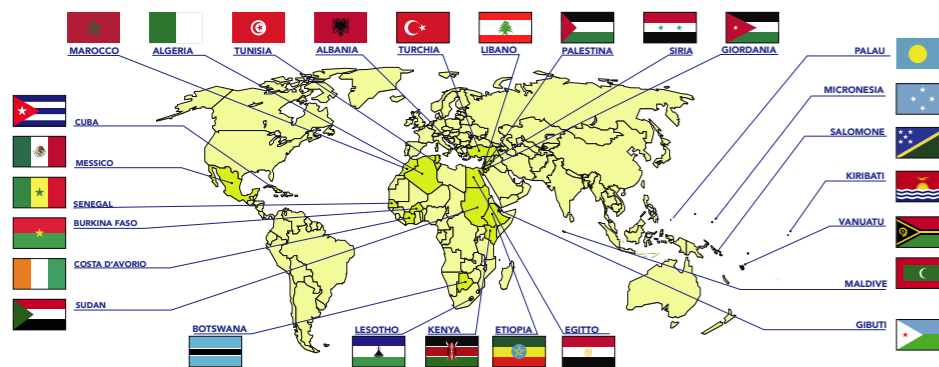 MAROCCO
ALGERIA
TUNISIA
ALBANIA
TURCHIA
LIBANO
PALESTINA
SIRIA
GIORDANIA
PALAU
MICRONESIA
CUBA
SALOMONE
MESSICO
KIRIBATI
SENEGAL
BURKINA FASO
VANUATU
COSTA D'AVORIO
MALDIVE
SUDAN
GIBUTI
BOTSWANA
LESOTHO
KENYA
ETIOPIA
EGITTO